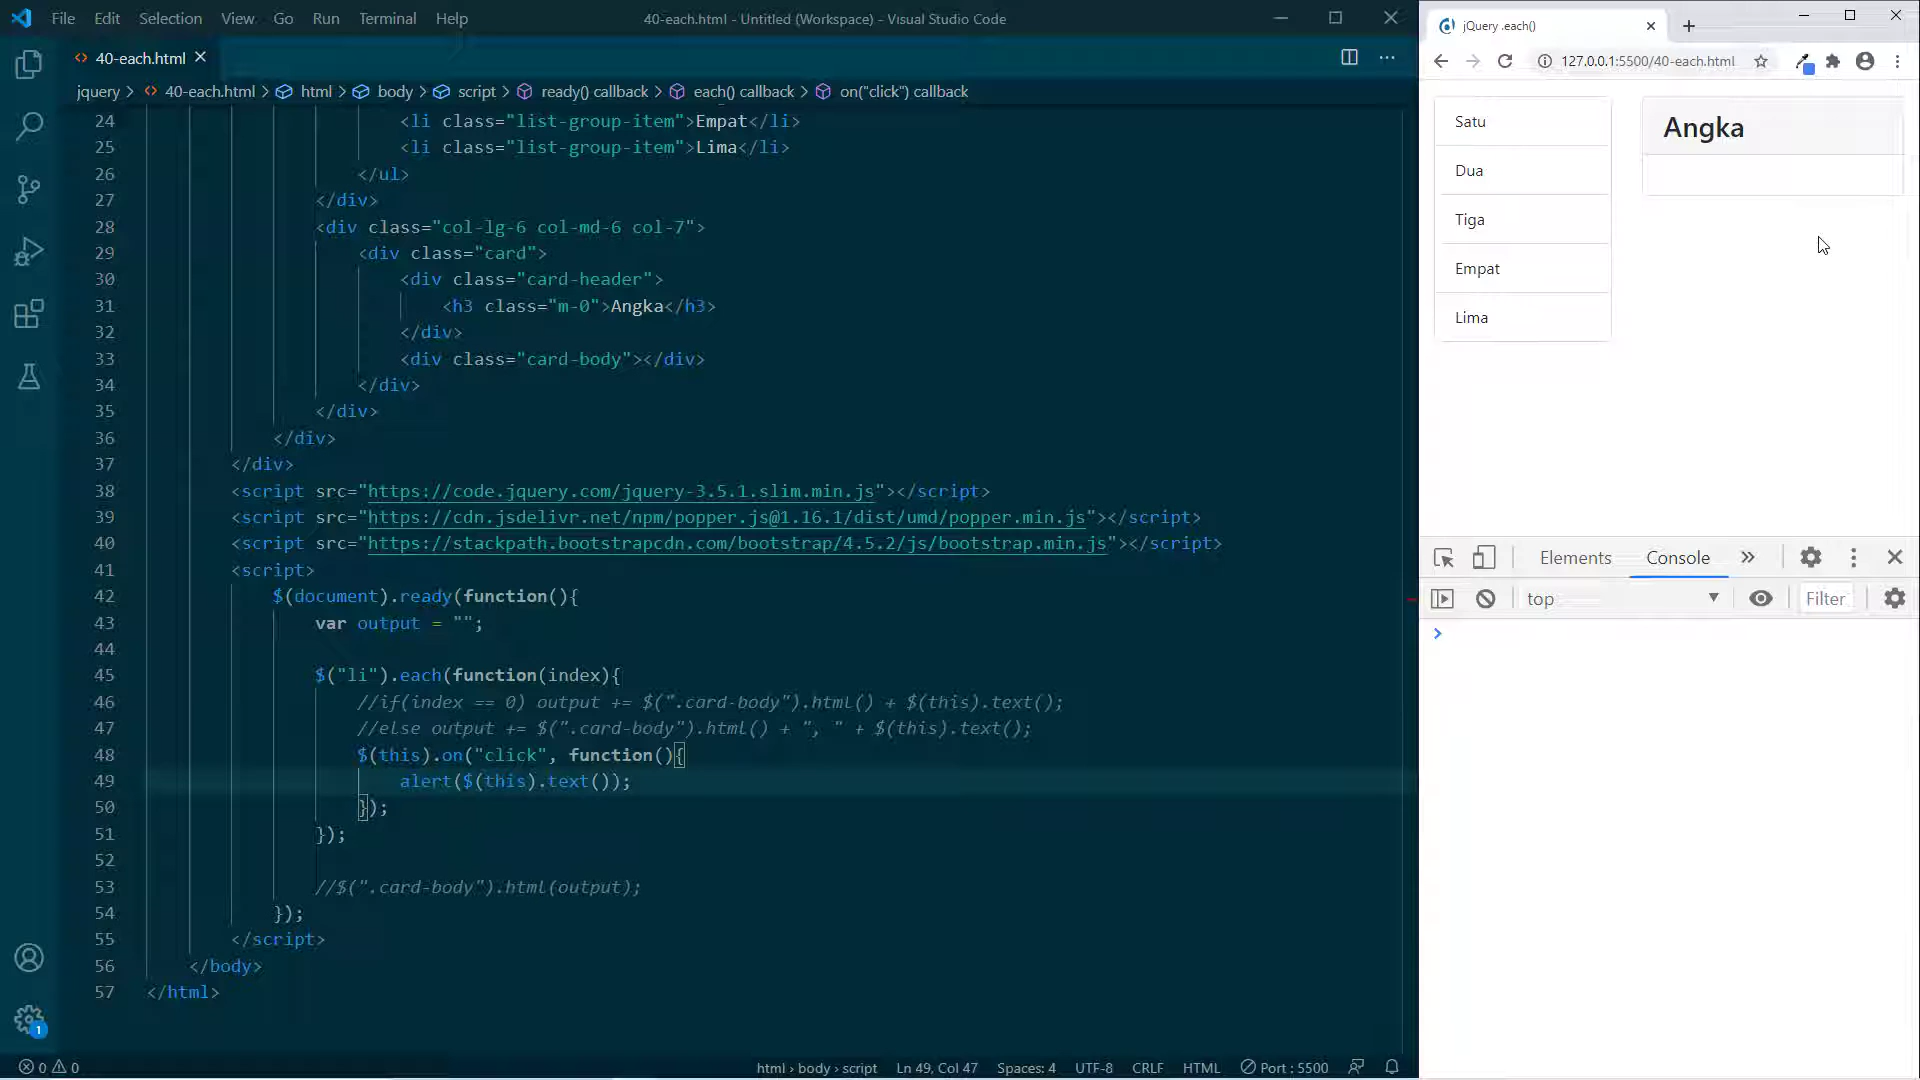 File Edit Selection View Go Run Terminal Help
40-each.html - Untitled (Workspace) - Visual Studio Code
40-each.html
jquery > 40-each.html > html > body > script > ready() callback > each() callback > on("click") callback
24 <li class="list-group-item">Empat</li>
25 <li class="list-group-item">Lima</li>
26 </ul>
27 </div>
28 <div class="col-lg-6 col-md-6 col-7">
29 <div class="card">
30 <div class="card-header">
31 <h3 class="m-0">Angka</h3>
32 </div>
33 <div class="card-body"></div>
34 </div>
35 </div>
36 </div>
37 </div>
38 <script src="https://code.jquery.com/jquery-3.5.1.slim.min.js"></script>
39 <script src="https://cdn.jsdelivr.net/npm/popper.js@1.16.1/dist/umd/popper.min.js"></script>
40 <script src="https://stackpath.bootstrapcdn.com/bootstrap/4.5.2/js/bootstrap.min.js"></script>
41 <script>
42 $(document).ready(function(){
43 var output = "";
44
45 $("li").each(function(index){
46 //if(index == 0) output += $(".card-body").html() + $(this).text();
47 //else output += $(".card-body").html() + ", " + $(this).text();
48 $(this).on("click", function(){
49 alert($(this).text());
50 });
51 });
52
53 //$(".card-body").html(output);
54 });
55 </script>
56 </body>
57 </html>
1
0 0
html › body › script
Ln 49, Col 47
Spaces: 4
UTF-8
CRLF
HTML
Port : 5500
jQuery .each()
127.0.0.1:5500/40-each.html
Satu
Dua
Tiga
Empat
Lima
Angka
Elements Console
top
Filter